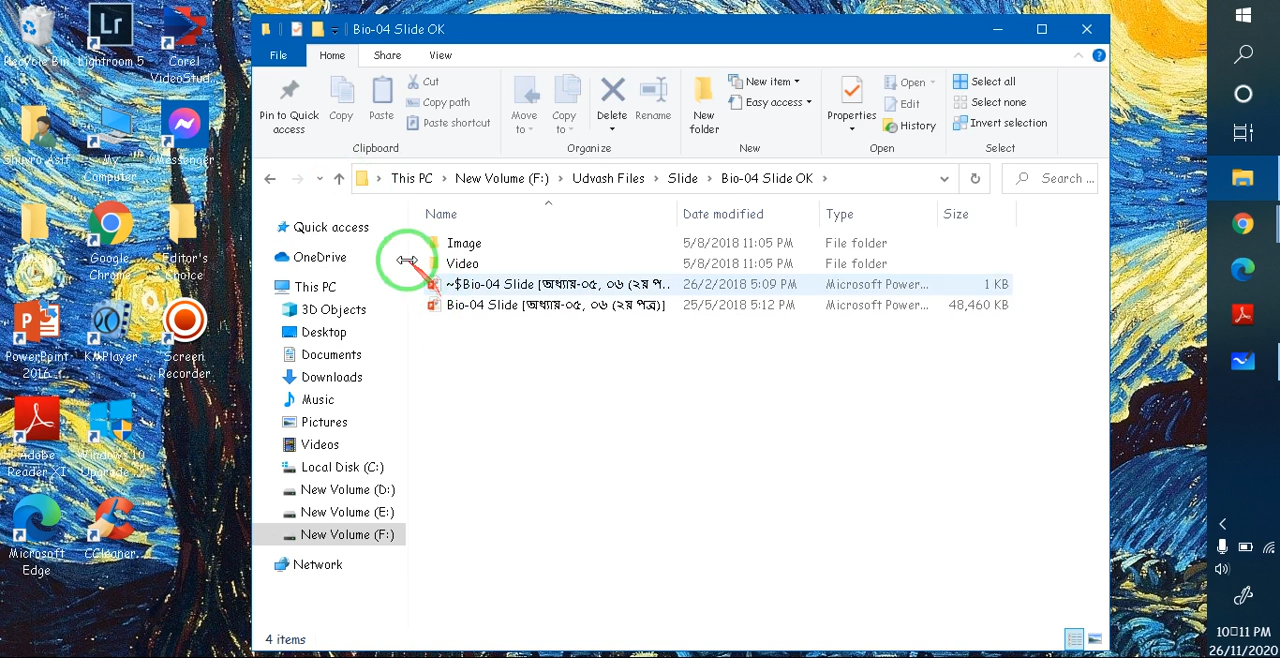 Recycle Bin
Lightroom 5
Corel
VideoStud...
Shuvro Asif
My
Computer
Messenger
Google
Chrome
Editor's
Choice
PowerPoint
2016
KMPlayer
Screen
Recorder
Adobe
Reader XI
Windows 10
Upgrade ...
Microsoft
Edge
CCleaner
Bio-04 Slide OK
File
Home
Share
View
Pin to Quick
access
Copy
Paste
Cut
Copy path
Paste shortcut
Clipboard
Move
to
Copy
to
Delete
Rename
Organize
New
folder
New item
Easy access
New
Properties
Open
Edit
History
Open
Select all
Select none
Invert selection
Select
This PC > New Volume (F:) > Udvash Files > Slide > Bio-04 Slide OK >
Search ...
Name Date modified Type Size
Image 5/8/2018 11:05 PM File folder
Video 5/8/2018 11:05 PM File folder
~$Bio-04 Slide [অধ্যায়-০৫, ০৬ (২য় প... 26/2/2018 5:09 PM Microsoft Power... 1 KB
Bio-04 Slide [অধ্যায়-০৫, ০৬ (২য় পত্র)] 25/5/2018 5:12 PM Microsoft Power... 48,460 KB
Quick access
OneDrive
This PC
3D Objects
Desktop
Documents
Downloads
Music
Pictures
Videos
Local Disk (C:)
New Volume (D:)
New Volume (E:)
New Volume (F:)
Network
4 items
10:11 PM
26/11/2020